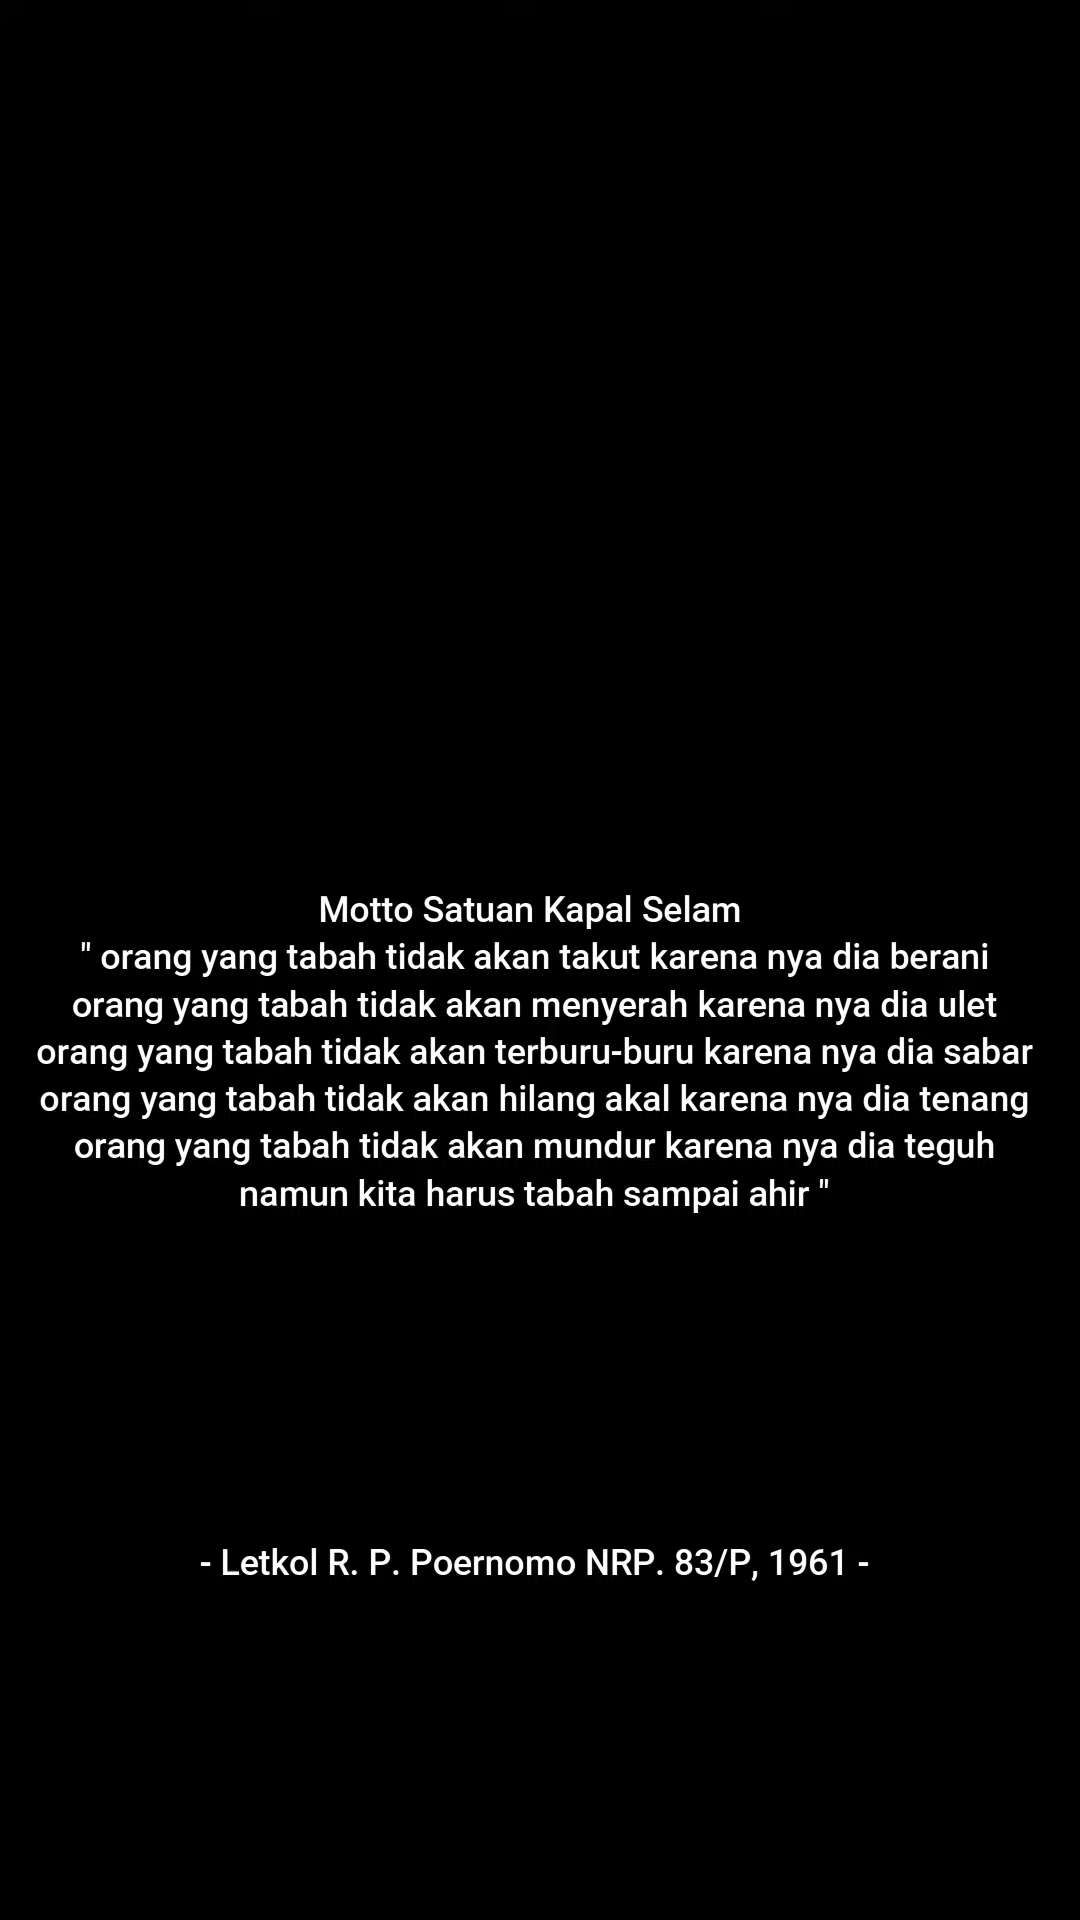 Motto Satuan Kapal Selam
" orang yang tabah tidak akan takut karena nya dia berani
orang yang tabah tidak akan menyerah karena nya dia ulet
orang yang tabah tidak akan terburu-buru karena nya dia sabar
orang yang tabah tidak akan hilang akal karena nya dia tenang
orang yang tabah tidak akan mundur karena nya dia teguh
namun kita harus tabah sampai ahir "
- Letkol R. P. Poernomo NRP. 83/P, 1961 -